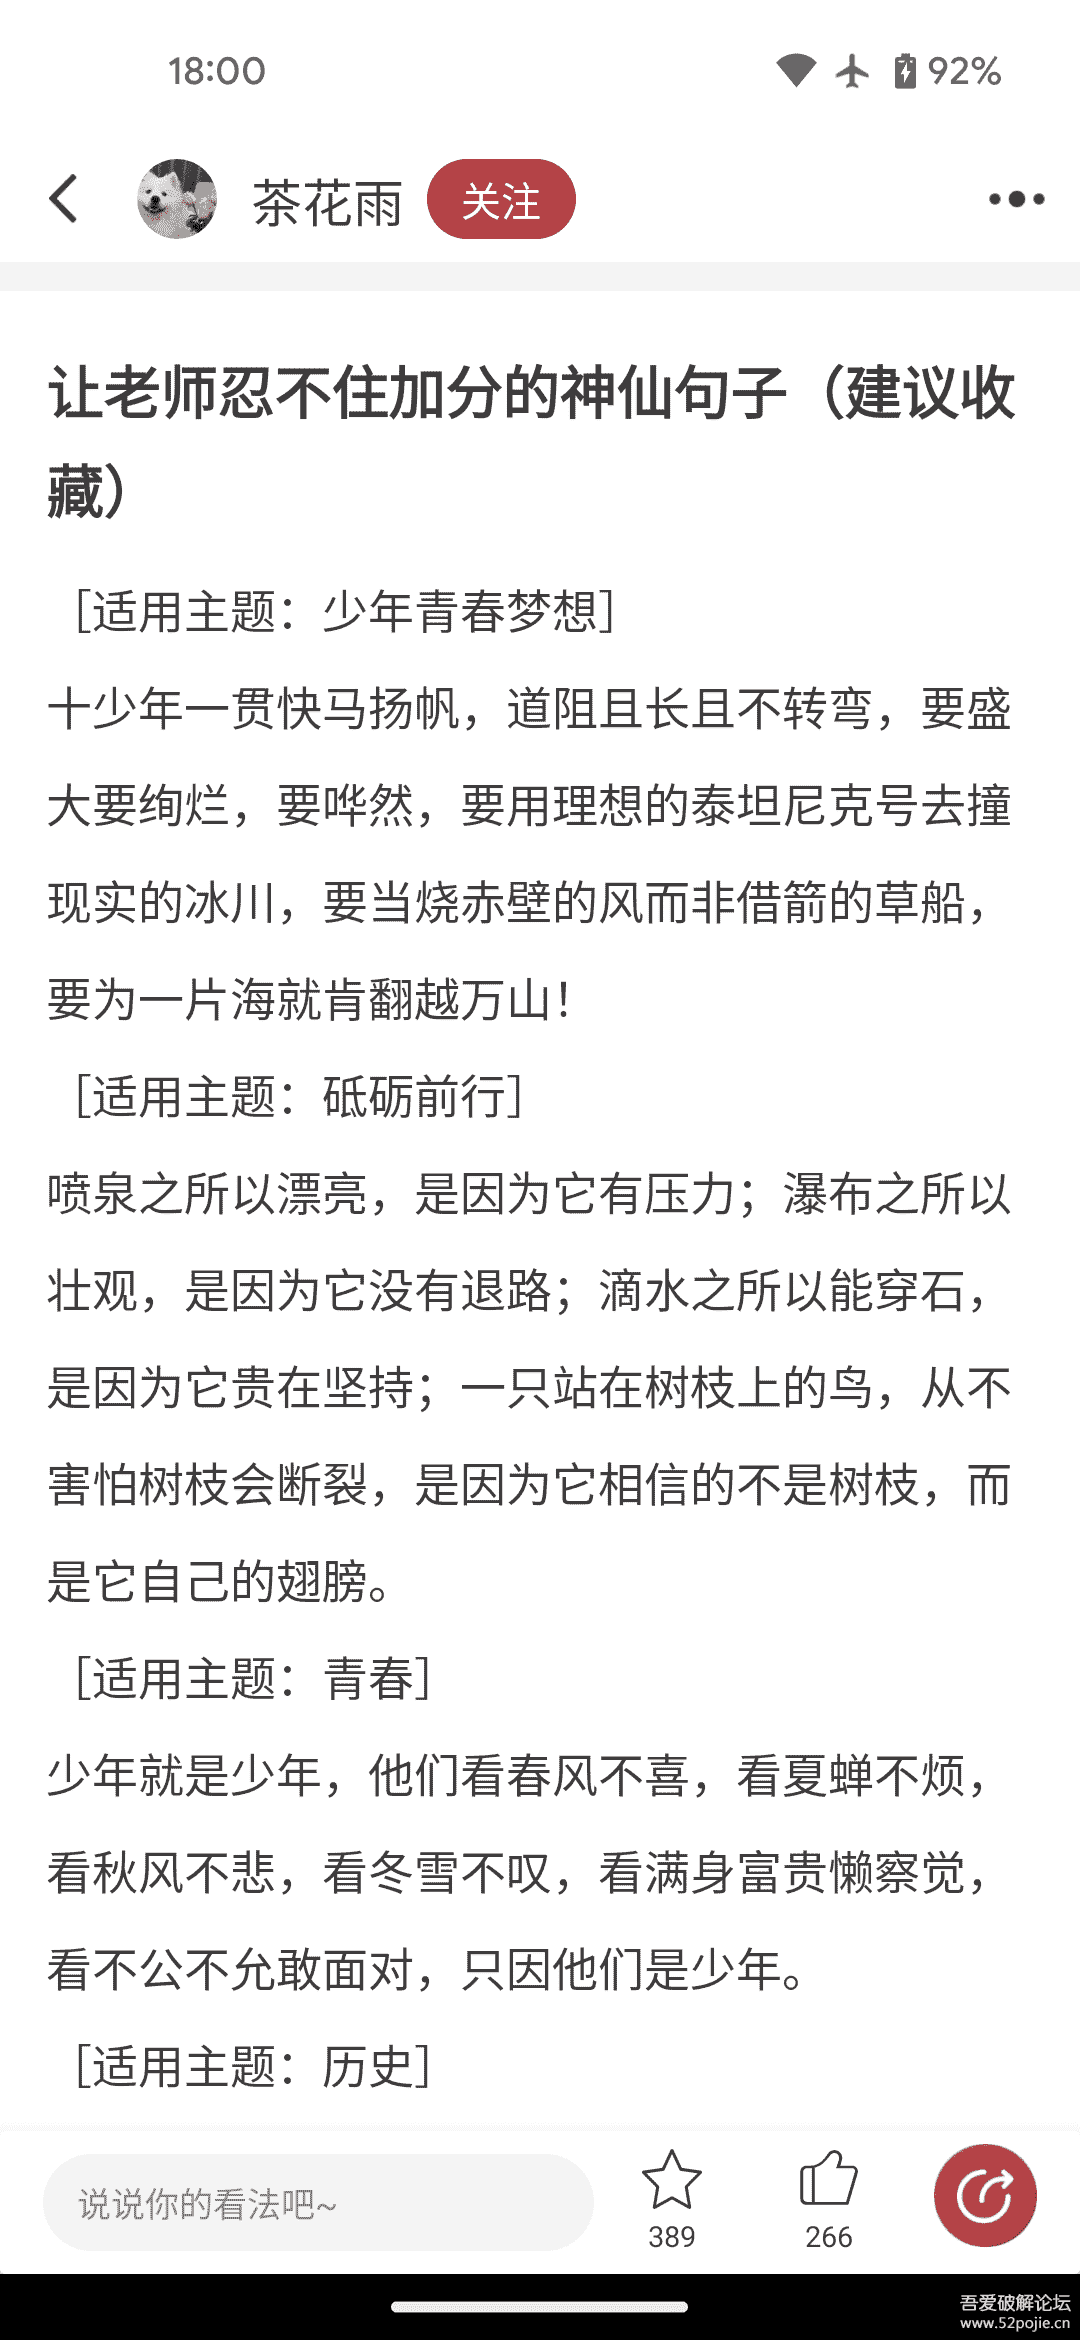 18:00 92%
茶花雨 关注
让老师忍不住加分的神仙句子（建议收
藏）
［适用主题：少年青春梦想］
十少年一贯快马扬帆，道阻且长且不转弯，要盛
大要绚烂，要哗然，要用理想的泰坦尼克号去撞
现实的冰川，要当烧赤壁的风而非借箭的草船，
要为一片海就肯翻越万山！
［适用主题：砥砺前行］
喷泉之所以漂亮，是因为它有压力；瀑布之所以
壮观，是因为它没有退路；滴水之所以能穿石，
是因为它贵在坚持；一只站在树枝上的鸟，从不
害怕树枝会断裂，是因为它相信的不是树枝，而
是它自己的翅膀。
［适用主题：青春］
少年就是少年，他们看春风不喜，看夏蝉不烦，
看秋风不悲，看冬雪不叹，看满身富贵懒察觉，
看不公不允敢面对，只因他们是少年。
［适用主题：历史］
说说你的看法吧~
389 266
吾爱破解论坛
www.52pojie.cn